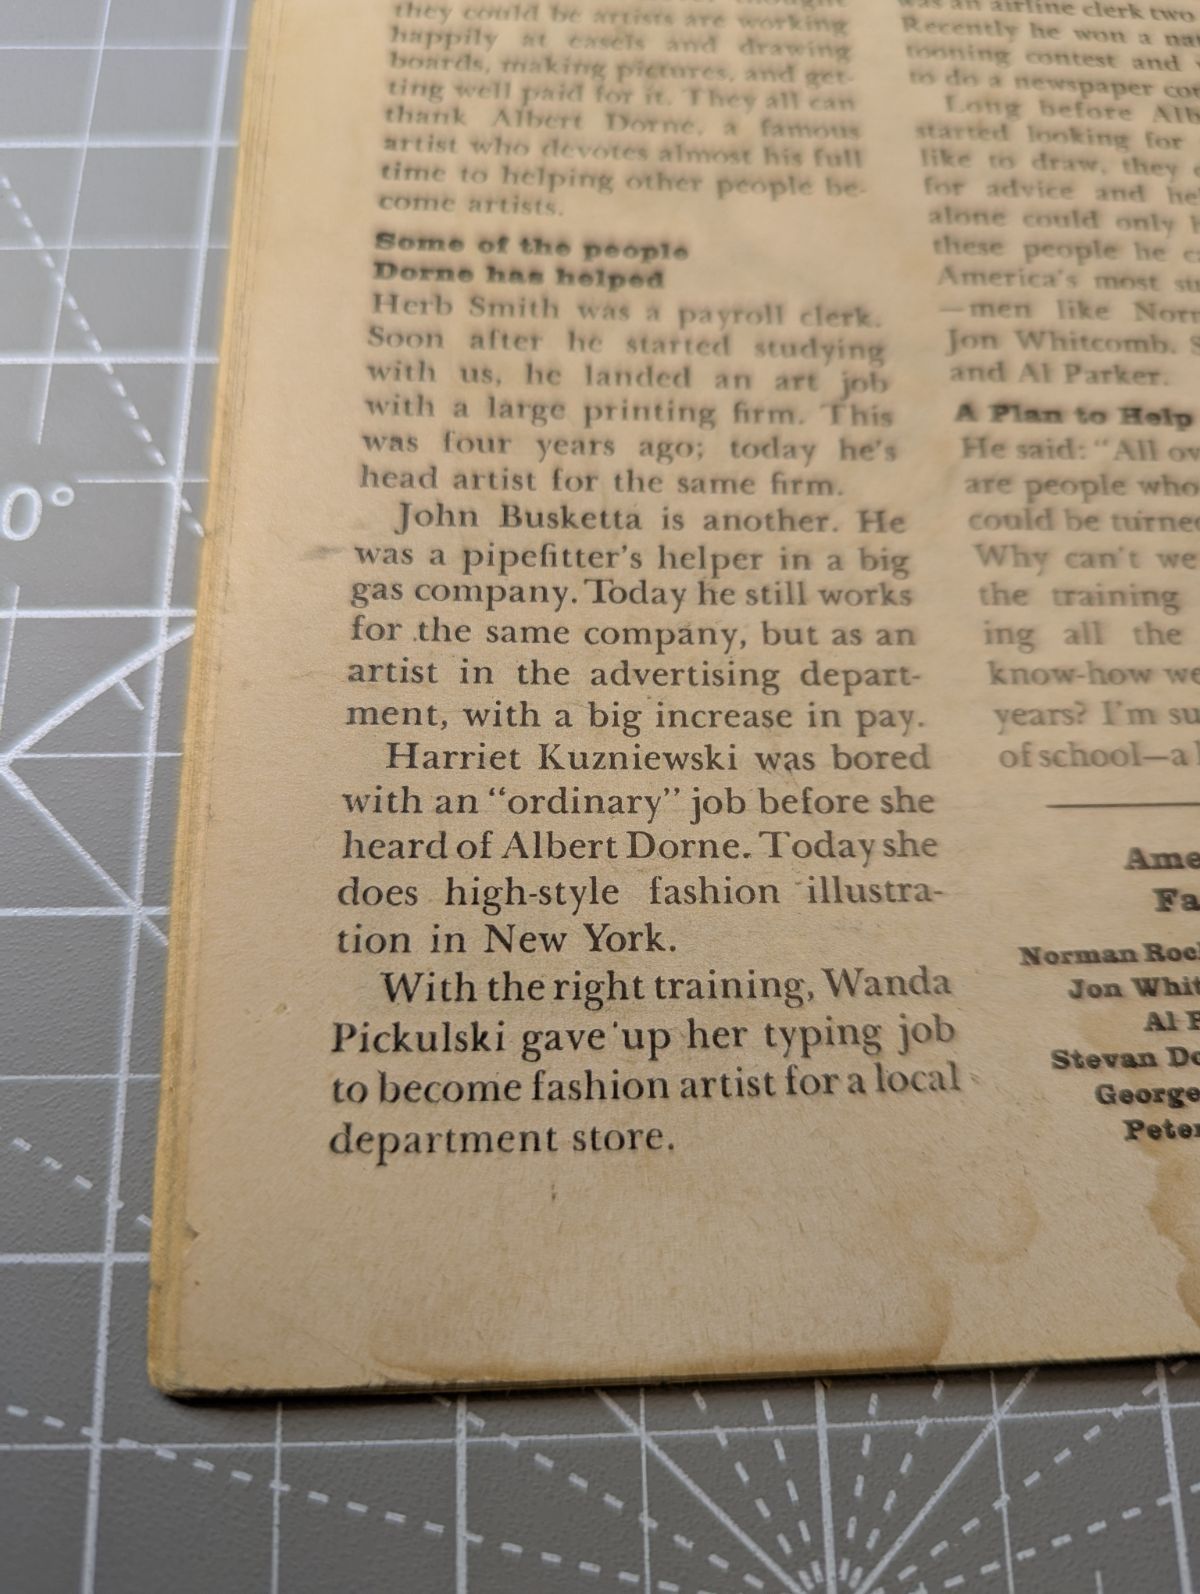 they could be artists are working
happily at easels and drawing
boards, making pictures, and get-
ting well paid for it. They all can
thank Albert Dorne, a famous
artist who devotes almost his full
time to helping other people be-
come artists.
Some of the people
Dorne has helped
Herb Smith was a payroll clerk.
Soon after he started studying
with us, he landed an art job
with a large printing firm. This
was four years ago; today he's
head artist for the same firm.
John Busketta is another. He
was a pipefitter's helper in a big
gas company. Today he still works
for the same company, but as an
artist in the advertising depart-
ment, with a big increase in pay.
Harriet Kuzniewski was bored
with an "ordinary" job before she
heard of Albert Dorne. Today she
does high-style fashion illustra-
tion in New York.
With the right training, Wanda
Pickulski gave up her typing job
to become fashion artist for a local
department store.
was an airline clerk two
Recently he won a
tooning contest and
to do a newspaper
Long before
started looking for
like to draw, they
for advice and
alone could only
these people he
America's most
—men like
Jon Whitcomb.
and Al Parker.
A Plan to Help
He said: "All
are people who
could be turned
Why can't we
the training
ing all the
know-how
years? I'm
of school—a
Norman
Jon
Al
Stevan
George
Peter
0°